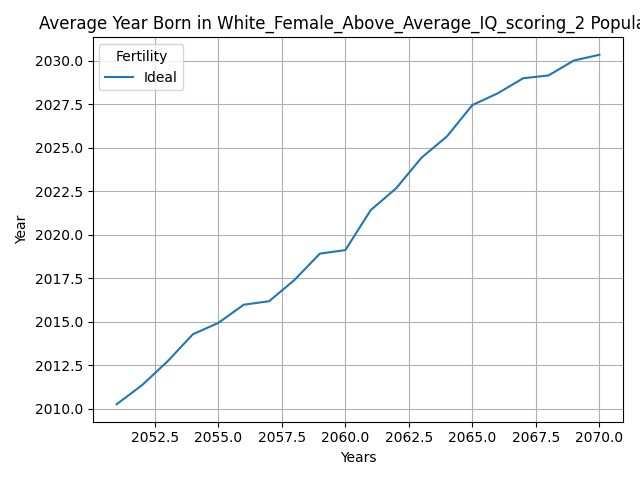 Average Year Born in White_Female_Above_Average_IQ_scoring_2 Popula
Fertility
Ideal
2030.0
2027.5
2025.0
2022.5
2020.0
2017.5
2015.0
2012.5
2010.0
Year
2052.5 2055.0 2057.5 2060.0 2062.5 2065.0 2067.5 2070.0
Years